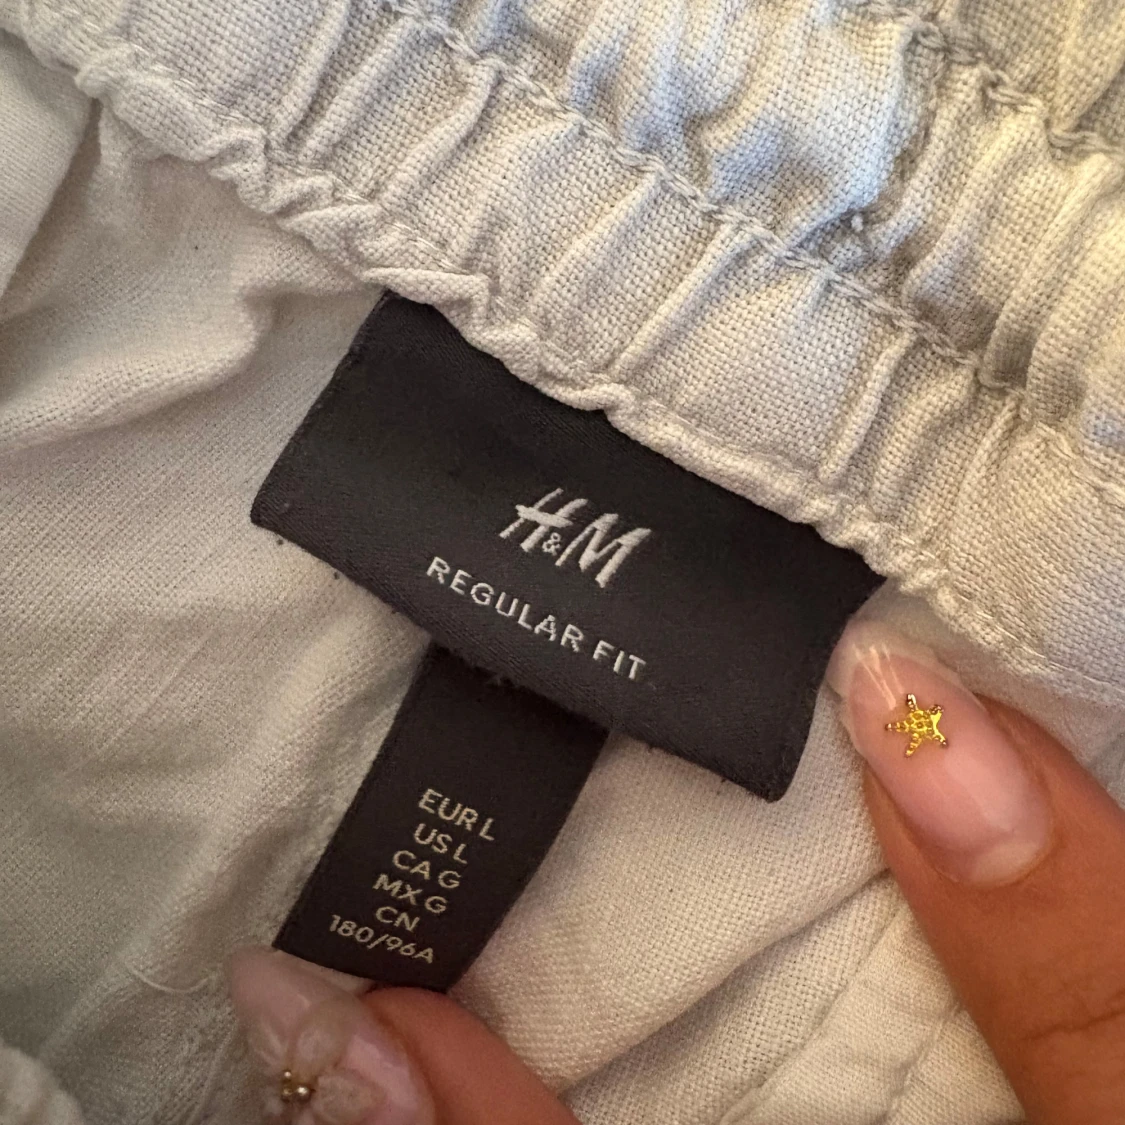 H&M
REGULAR FIT
EUR L
US L
CA G
MX G
CN
180/96A